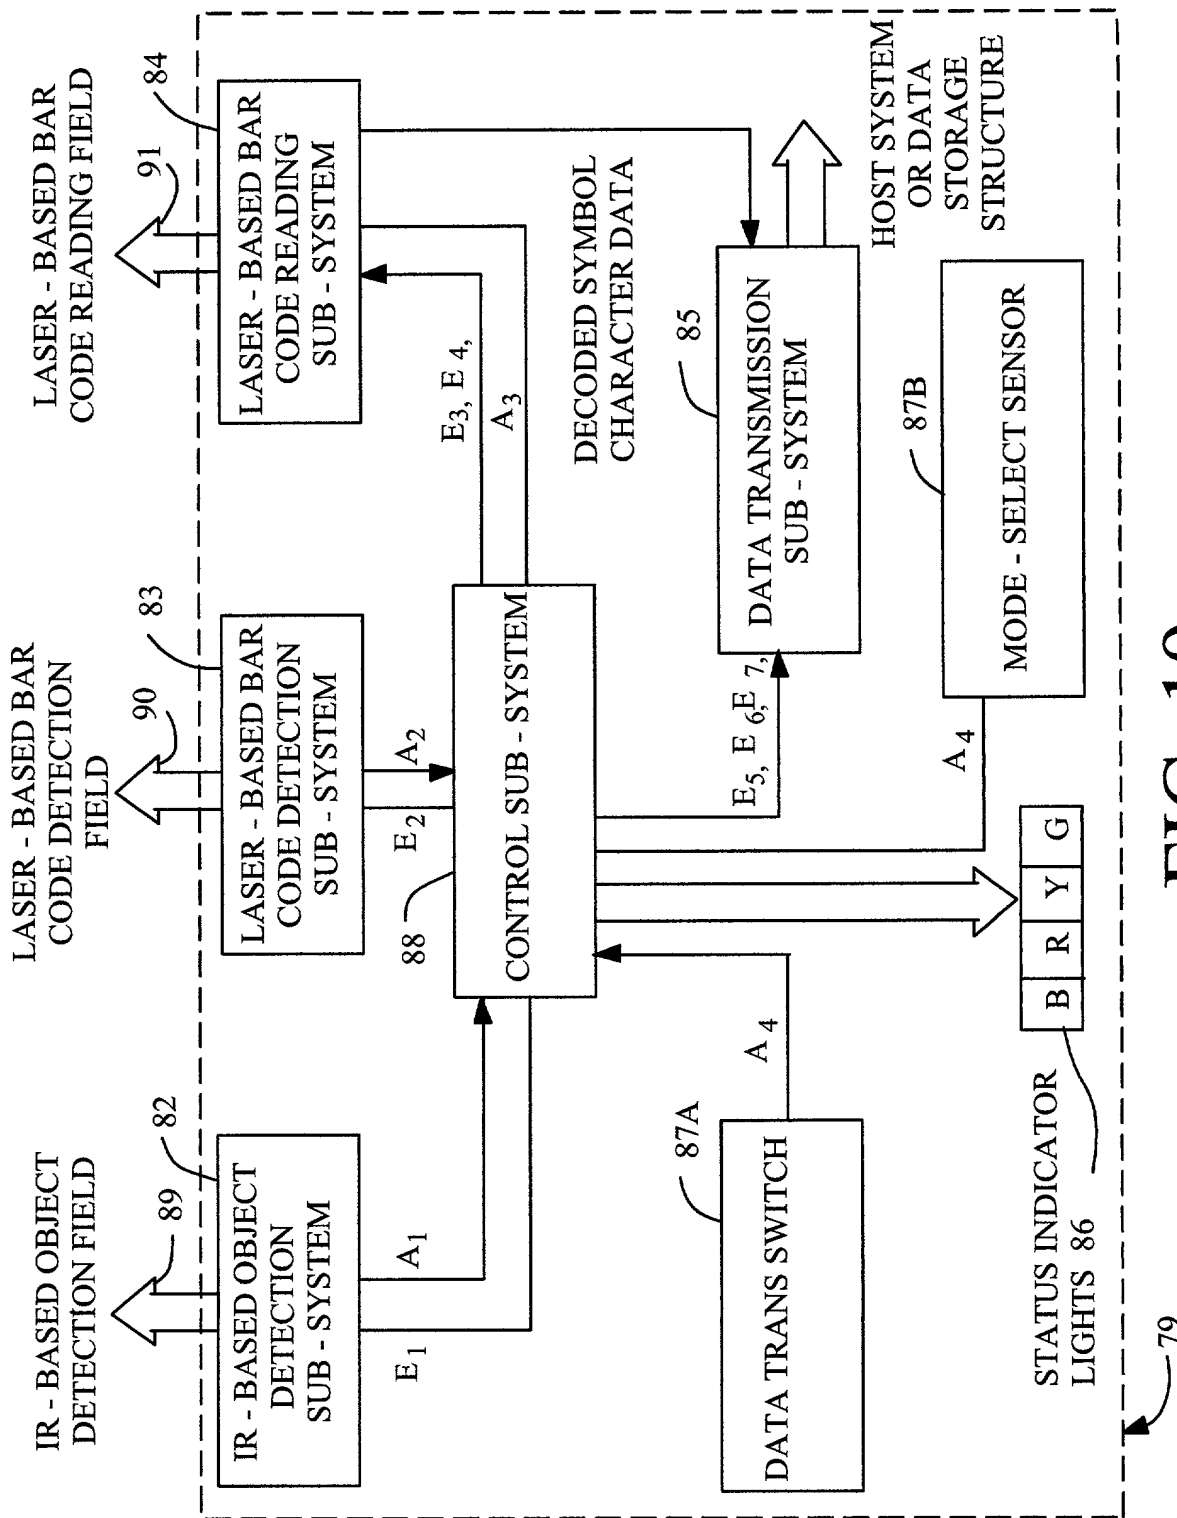 IR - BASED OBJECT
DETECTION FIELD
LASER - BASED BAR
CODE DETECTION
FIELD
LASER - BASED BAR
CODE READING FIELD
89
90
91
82
83
84
IR - BASED OBJECT
DETECTION
SUB - SYSTEM
LASER - BASED BAR
CODE DETECTION
SUB - SYSTEM
LASER - BASED BAR
CODE READING
SUB - SYSTEM
E1
A1
E2
A2
E3, E4,
A3
88
CONTROL SUB - SYSTEM
DECODED SYMBOL
CHARACTER DATA
87A
DATA TRANS SWITCH
A4
E5, E6, E7,
85
DATA TRANSMISSION
SUB - SYSTEM
HOST SYSTEM
OR DATA
STORAGE
STRUCTURE
A4
87B
MODE - SELECT SENSOR
B R Y G
STATUS INDICATOR
LIGHTS 86
79